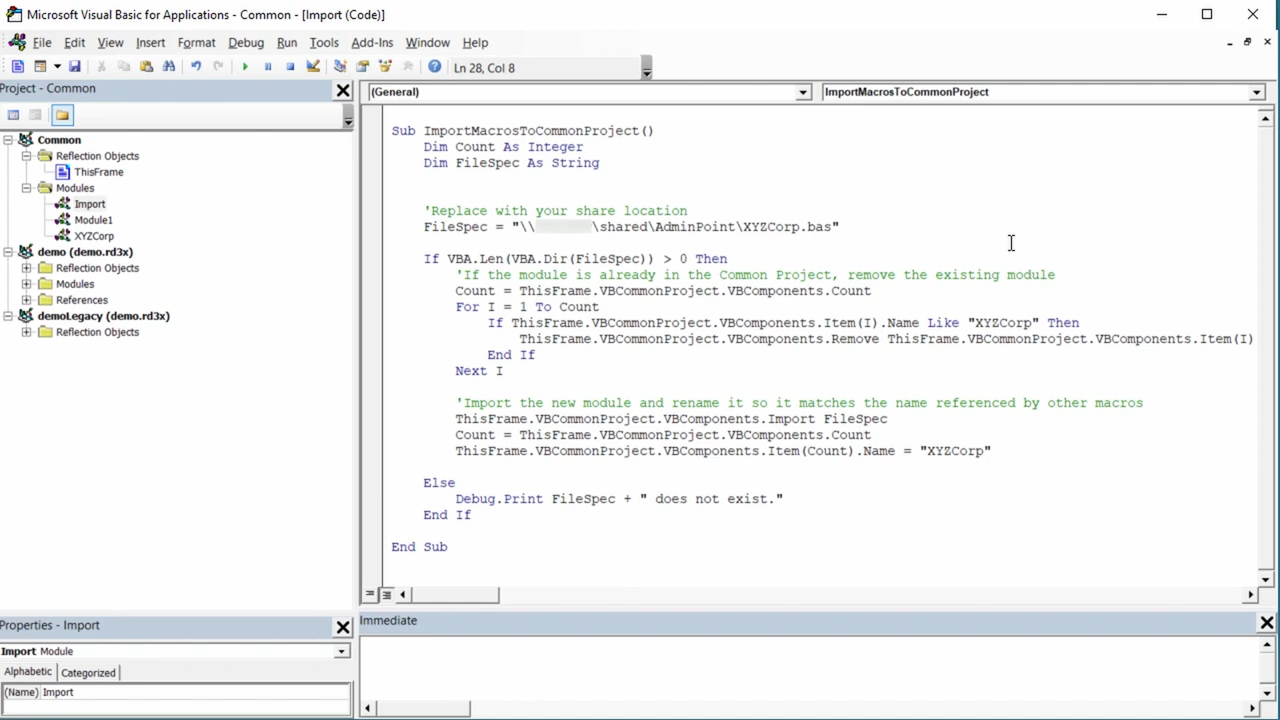 Microsoft Visual Basic for Applications - Common - [Import (Code)]
File Edit View Insert Format Debug Run Tools Add-Ins Window Help
Ln 28, Col 8
Project - Common
Common
Reflection Objects
ThisFrame
Modules
Import
Module1
XYZCorp
demo (demo.rd3x)
Reflection Objects
Modules
References
demoLegacy (demo.rd3x)
Reflection Objects
(General)
ImportMacrosToCommonProject
Sub ImportMacrosToCommonProject()
Dim Count As Integer
Dim FileSpec As String
'Replace with your share location
FileSpec = "\\ \shared\AdminPoint\XYZCorp.bas"
If VBA.Len(VBA.Dir(FileSpec)) > 0 Then
'If the module is already in the Common Project, remove the existing module
Count = ThisFrame.VBCommonProject.VBComponents.Count
For I = 1 To Count
If ThisFrame.VBCommonProject.VBComponents.Item(I).Name Like "XYZCorp" Then
ThisFrame.VBCommonProject.VBComponents.Remove ThisFrame.VBCommonProject.VBComponents.Item(I)
End If
Next I
'Import the new module and rename it so it matches the name referenced by other macros
ThisFrame.VBCommonProject.VBComponents.Import FileSpec
Count = ThisFrame.VBCommonProject.VBComponents.Count
ThisFrame.VBCommonProject.VBComponents.Item(Count).Name = "XYZCorp"
Else
Debug.Print FileSpec + " does not exist."
End If
End Sub
Properties - Import
Import Module
Alphabetic Categorized
(Name) Import
Immediate